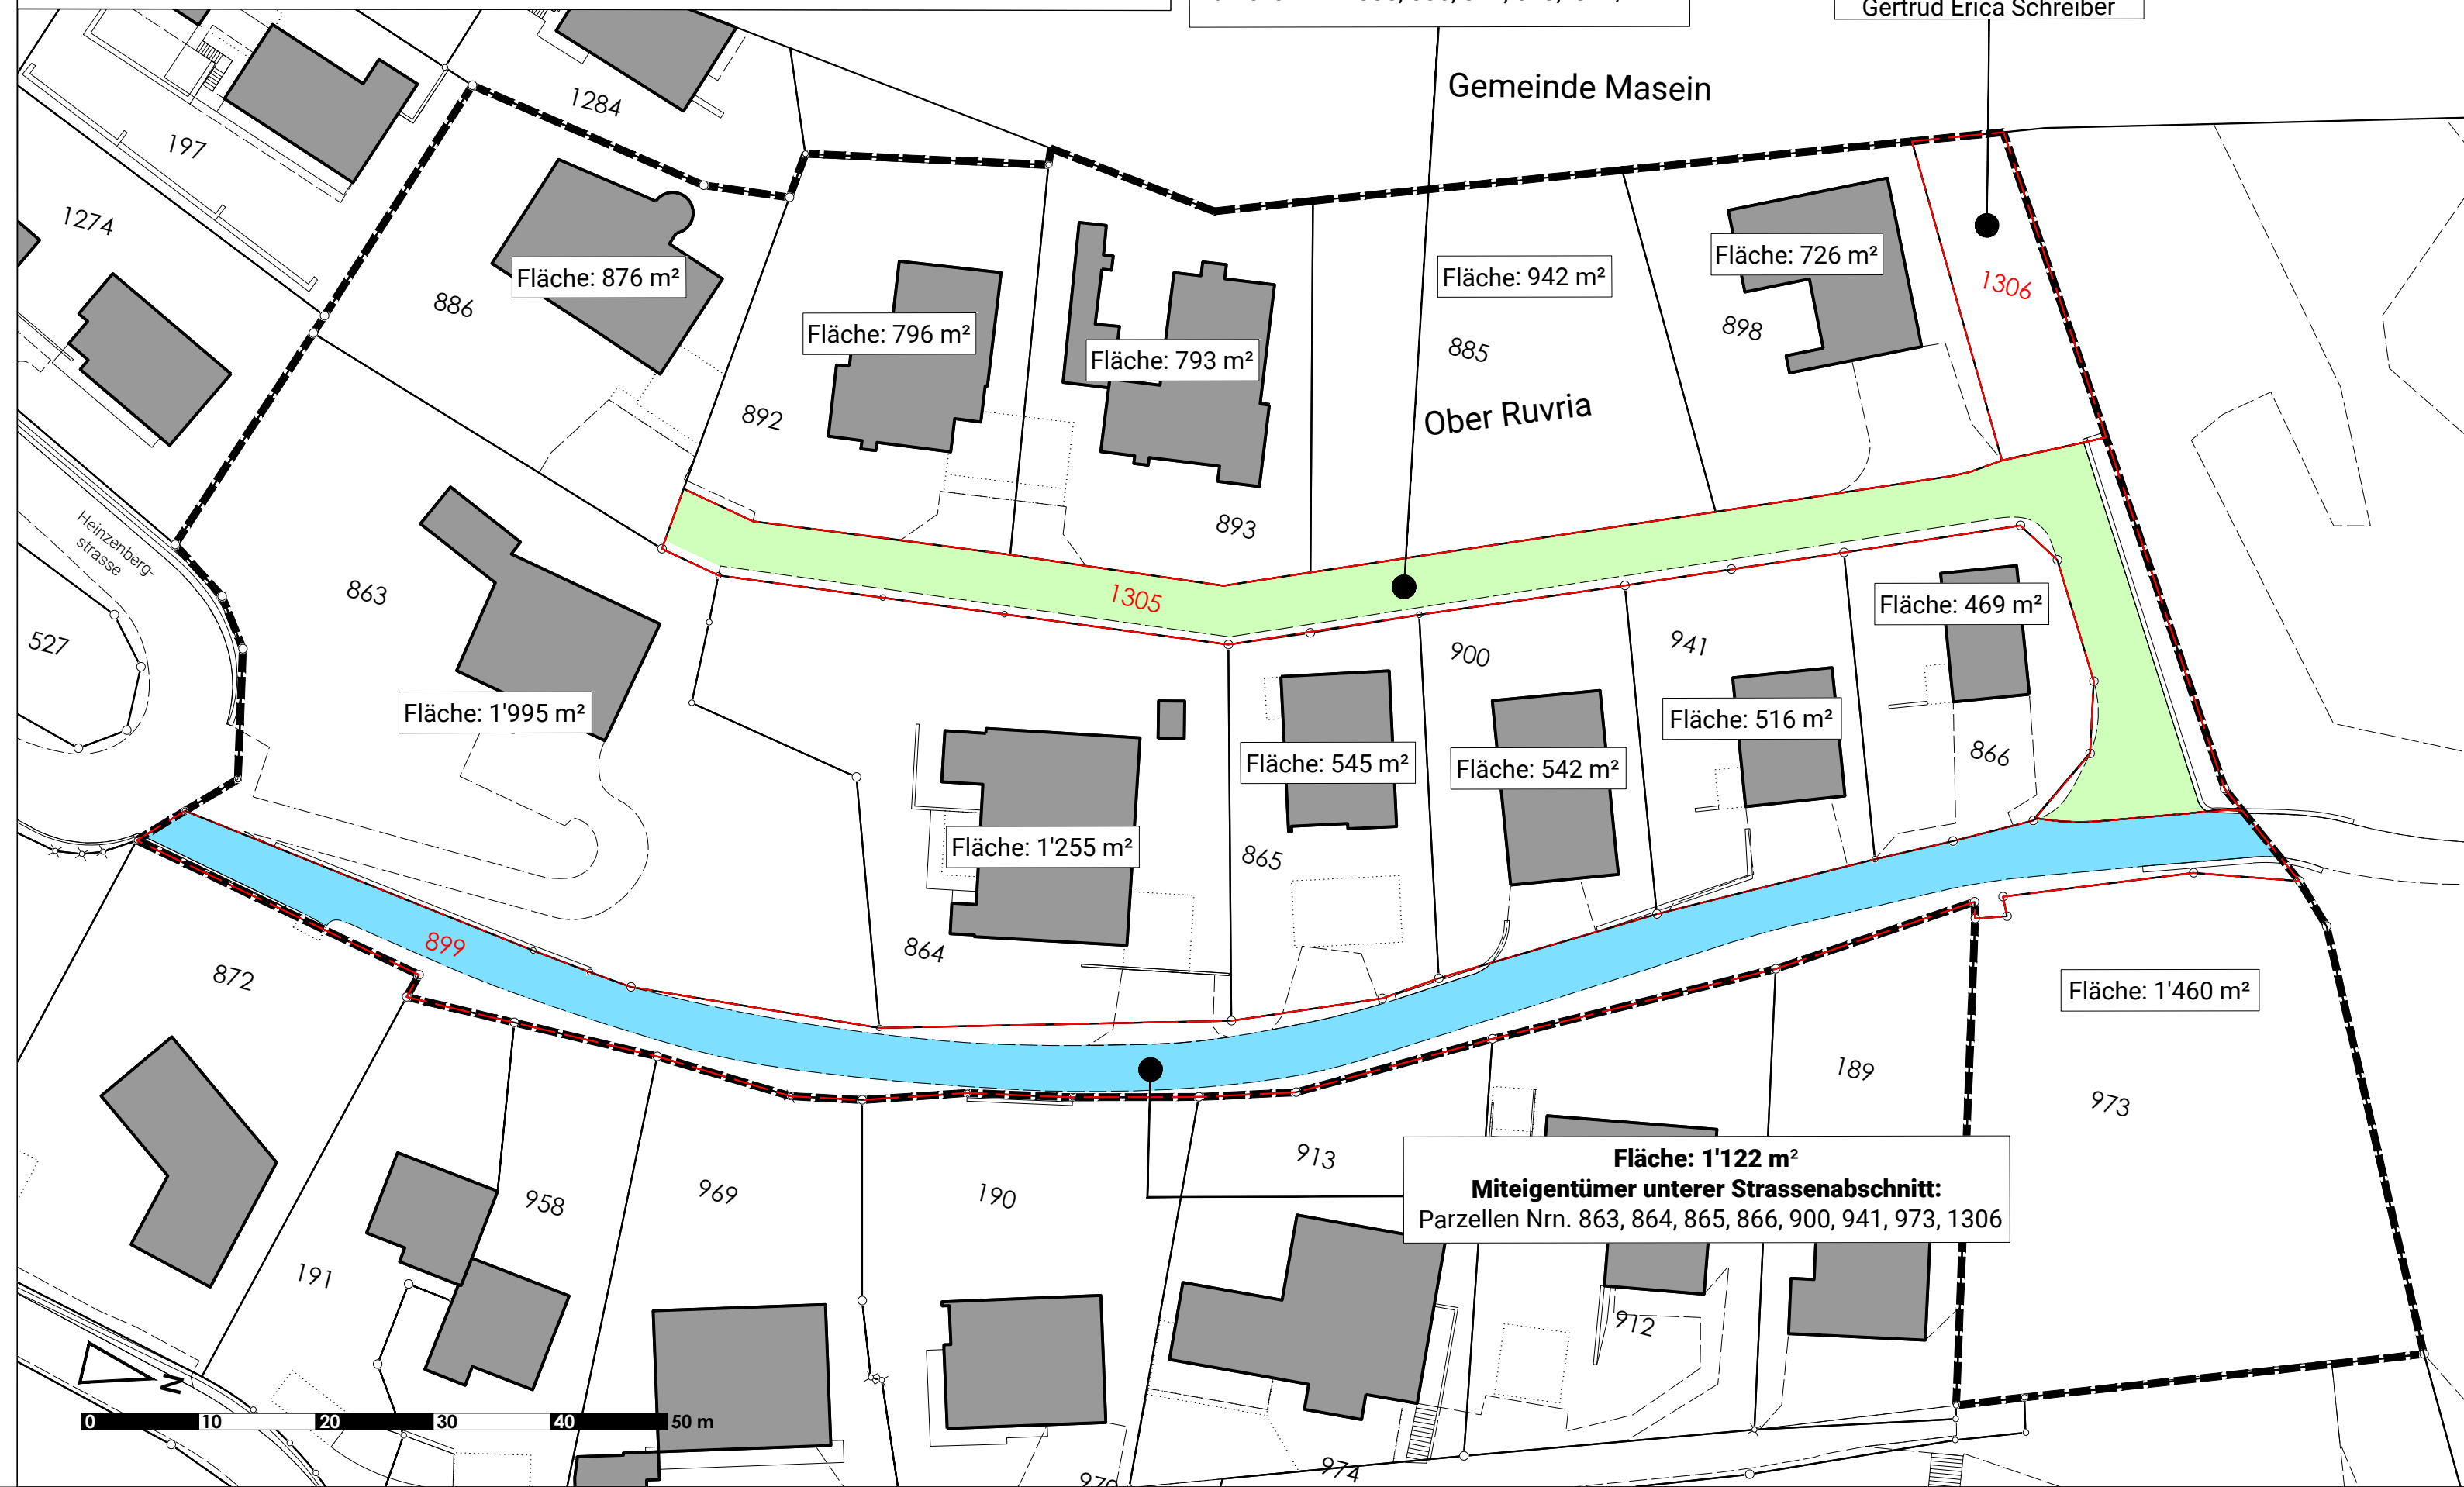 Gertrud Erica Schreiber
Gemeinde Masein
1284
197
1274
Fläche: 876 m²
886
Fläche: 796 m²
892
Fläche: 793 m²
893
Fläche: 942 m²
885
Ober Ruvria
Fläche: 726 m²
898
1306
Heinzenberg-
strasse
863
527
Fläche: 1'995 m²
1305
900
941
Fläche: 469 m²
866
Fläche: 545 m²
Fläche: 542 m²
Fläche: 516 m²
Fläche: 1'255 m²
865
864
899
872
Fläche: 1'460 m²
189
973
913
Fläche: 1'122 m²
Miteigentümer unterer Strassenabschnitt:
Parzellen Nrn. 863, 864, 865, 866, 900, 941, 973, 1306
958
969
190
191
912
974
N
0 10 20 30 40 50 m